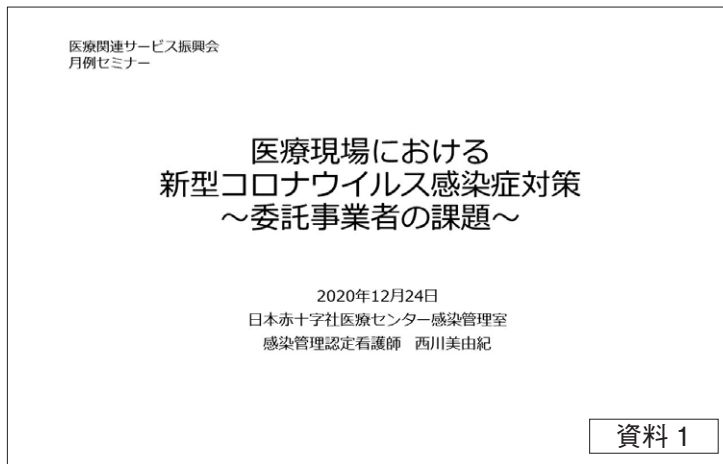 医療関連サービス振興会
月例セミナー
医療現場における
新型コロナウイルス感染症対策
～委託事業者の課題～
2020年12月24日
日本赤十字社医療センター感染管理室
感染管理認定看護師　西川美由紀
資料 1